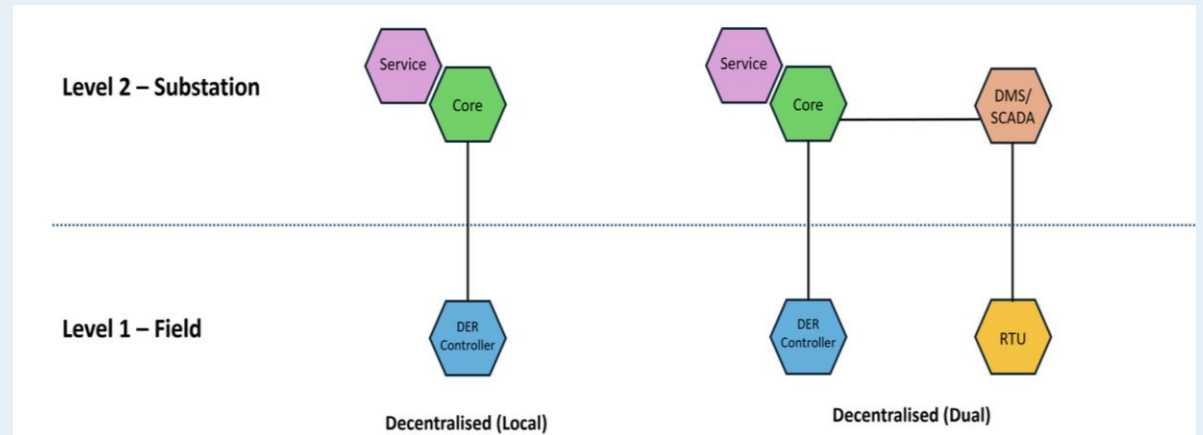 Level 2 – Substation
Service
Core
Service
Core
DMS/
SCADA
Level 1 – Field
DER
Controller
DER
Controller
RTU
Decentralised (Local)
Decentralised (Dual)